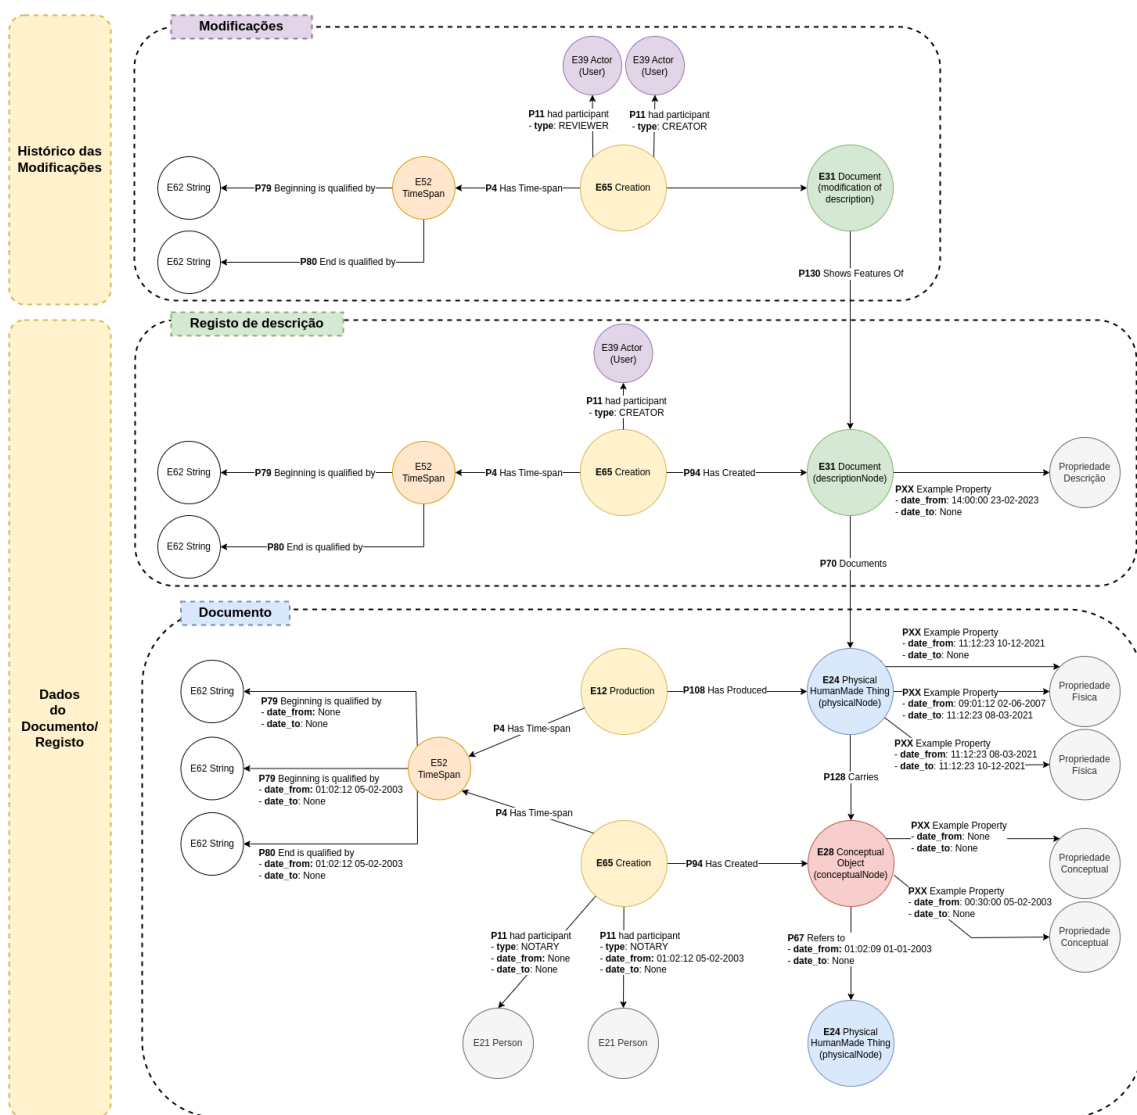 Modificações
E39 Actor
(User)
E39 Actor
(User)
P11 had participant
- type: REVIEWER
P11 had participant
- type: CREATOR
Histórico das
Modificações
E62 String
P79 Beginning is qualified by
E52
TimeSpan
P4 Has Time-span
E65 Creation
E31 Document
(modification of
description)
E62 String
P80 End is qualified by
P130 Shows Features Of
Registo de descrição
E39 Actor
(User)
P11 had participant
- type: CREATOR
E62 String
P79 Beginning is qualified by
E52
TimeSpan
P4 Has Time-span
E65 Creation
P94 Has Created
E31 Document
(descriptionNode)
Propriedade
Descrição
PXX Example Property
- date_from: 14:00:00 23-02-2023
- date_to: None
E62 String
P80 End is qualified by
P70 Documents
Documento
Dados
do
Documento/
Registo
PXX Example Property
- date_from: 11:12:23 10-12-2021
- date_to: None
E62 String
P79 Beginning is qualified by
- date_from: None
- date_to: None
E12 Production
P108 Has Produced
E24 Physical
HumanMade Thing
(physicalNode)
PXX Example Property
- date_from: 09:01:12 02-06-2007
- date_to: 11:12:23 08-03-2021
Propriedade
Física
P4 Has Time-span
PXX Example Property
- date_from: 11:12:23 08-03-2021
- date_to: 11:12:23 10-12-2021
Propriedade
Física
E62 String
E52
TimeSpan
P79 Beginning is qualified by
- date_from: 01:02:12 05-02-2003
- date_to: None
P128 Carries
P4 Has Time-span
E62 String
P80 End is qualified by
- date_from: 01:02:12 05-02-2003
- date_to: None
E65 Creation
P94 Has Created
E28 Conceptual
Object
(conceptualNode)
PXX Example Property
- date_from: None
- date_to: None
Propriedade
Conceptual
PXX Example Property
- date_from: 00:30:00 05-02-2003
- date_to: None
Propriedade
Conceptual
P11 had participant
- type: NOTARY
- date_from: None
- date_to: None
P11 had participant
- type: NOTARY
- date_from: 01:02:12 05-02-2003
- date_to: None
P67 Refers to
- date_from: 01:02:09 01-01-2003
- date_to: None
E21 Person
E21 Person
E24 Physical
HumanMade Thing
(physicalNode)